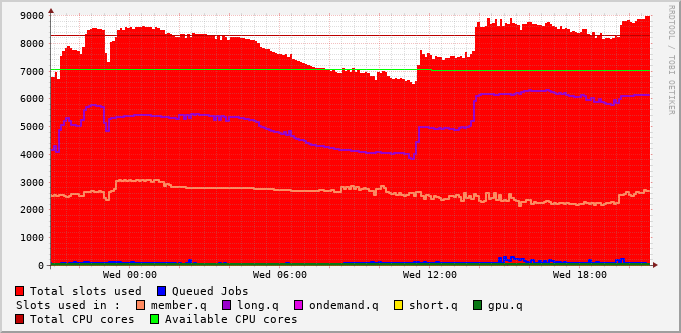 9000
8000
7000
6000
5000
4000
3000
2000
1000
0
Wed 00:00 Wed 06:00 Wed 12:00 Wed 18:00
RRDTOOL / TOBI OETIKER
Total slots used Queued Jobs
Slots used in : member.q long.q ondemand.q short.q gpu.q
Total CPU cores Available CPU cores